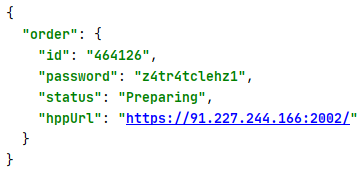 {
  "order": {
    "id": "464126",
    "password": "z4tr4tclehz1",
    "status": "Preparing",
    "hppUrl": "https://91.227.244.166:2002/"
  }
}